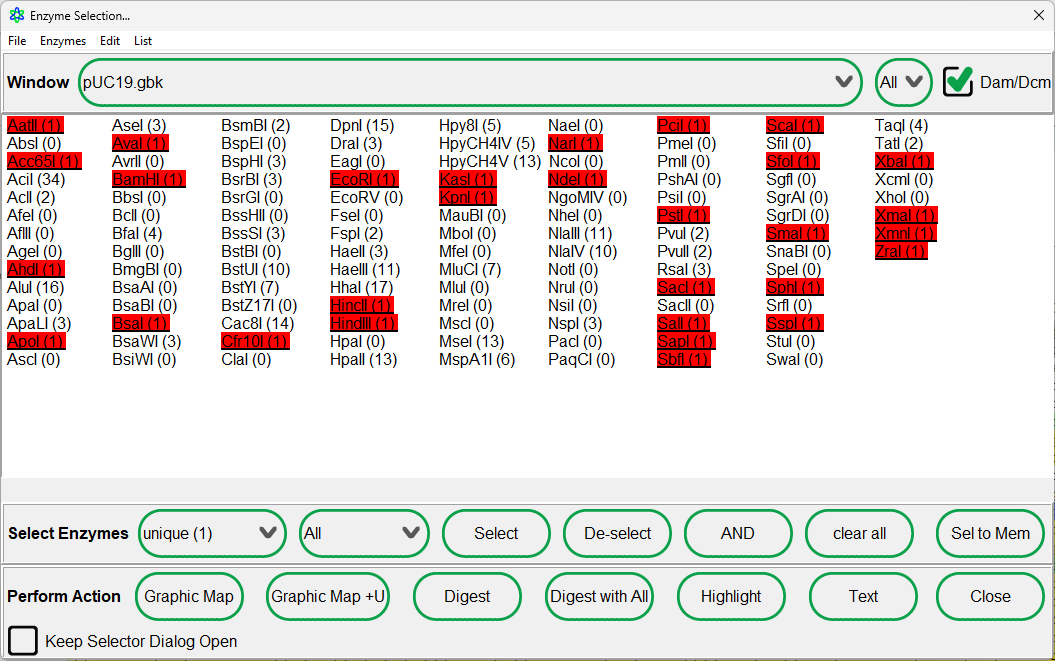 Enzyme Selection...
File Enzymes Edit List
Window pUC19.gbk All Dam/Dcm
AatII (1) AseI (3) BsmBI (2) DpnI (15) Hpy8I (5) NaeI (0) PciI (1) ScaI (1) TaqI (4)
AbsI (0) AvaI (1) BspEI (0) DraI (3) HpyCH4IV (5) NarI (1) PmeI (0) SfiI (0) TatI (2)
Acc65I (1) AvrII (0) BspHI (3) EagI (0) HpyCH4V (13) NcoI (0) PmlI (0) SfoI (1) XbaI (1)
AciI (34) BamHI (1) BsrBI (3) EcoRI (1) KasI (1) NdeI (1) PshAI (0) SgfI (0) XcmI (0)
AclI (2) BbsI (0) BsrGI (0) EcoRV (0) KpnI (1) NgoMIV (0) PsiI (0) SgrAI (0) XhoI (0)
AfeI (0) BclI (0) BssHII (0) FseI (0) MauBI (0) NheI (0) PstI (1) SgrDI (0) XmaI (1)
AflII (0) BfaI (4) BssSI (3) FspI (2) MboI (0) NlaIII (11) PvuI (2) SmaI (1) XmnI (1)
AgeI (0) BglII (0) BstBI (0) HaeII (3) MfeI (0) NlaIV (10) PvuII (2) SnaBI (0) ZraI (1)
AhdI (1) BmgBI (0) BstUI (10) HaeIII (11) MluCI (7) NotI (0) RsaI (3) SpeI (0)
AluI (16) BsaAI (0) BstYI (7) HhaI (17) MluI (0) NruI (0) SacI (1) SphI (1)
ApaI (0) BsaBI (0) BstZ17I (0) HincII (1) MreI (0) NsiI (0) SacII (0) SrfI (0)
ApaLI (3) BsaI (1) Cac8I (14) HindIII (1) MscI (0) NspI (3) SalI (1) SspI (1)
ApoI (1) BsaWI (3) Cfr10I (1) HpaI (0) MseI (13) PacI (0) SapI (1) StuI (0)
AscI (0) BsiWI (0) ClaI (0) HpaII (13) MspA1I (6) PaqCI (0) SbfI (1) SwaI (0)
Select Enzymes unique (1) All Select De-select AND clear all Sel to Mem
Perform Action Graphic Map Graphic Map +U Digest Digest with All Highlight Text Close
Keep Selector Dialog Open